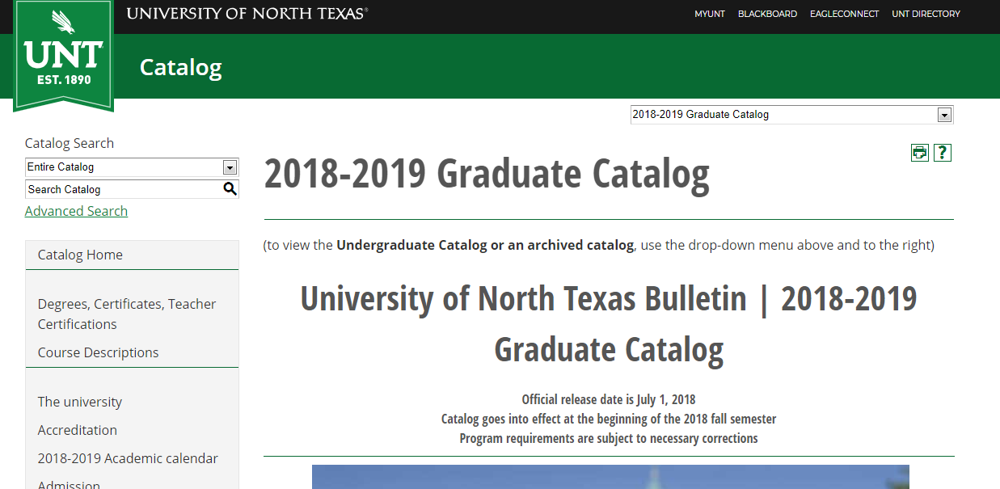 UNIVERSITY OF NORTH TEXAS®
MYUNT BLACKBOARD EAGLECONNECT UNT DIRECTORY
UNT
EST. 1890
Catalog
2018-2019 Graduate Catalog
Catalog Search
Entire Catalog
Search Catalog
Advanced Search
Catalog Home
Degrees, Certificates, Teacher
Certifications
Course Descriptions
The university
Accreditation
2018-2019 Academic calendar
Admission
?
2018-2019 Graduate Catalog
(to view the Undergraduate Catalog or an archived catalog, use the drop-down menu above and to the right)
University of North Texas Bulletin | 2018-2019
Graduate Catalog
Official release date is July 1, 2018
Catalog goes into effect at the beginning of the 2018 fall semester
Program requirements are subject to necessary corrections